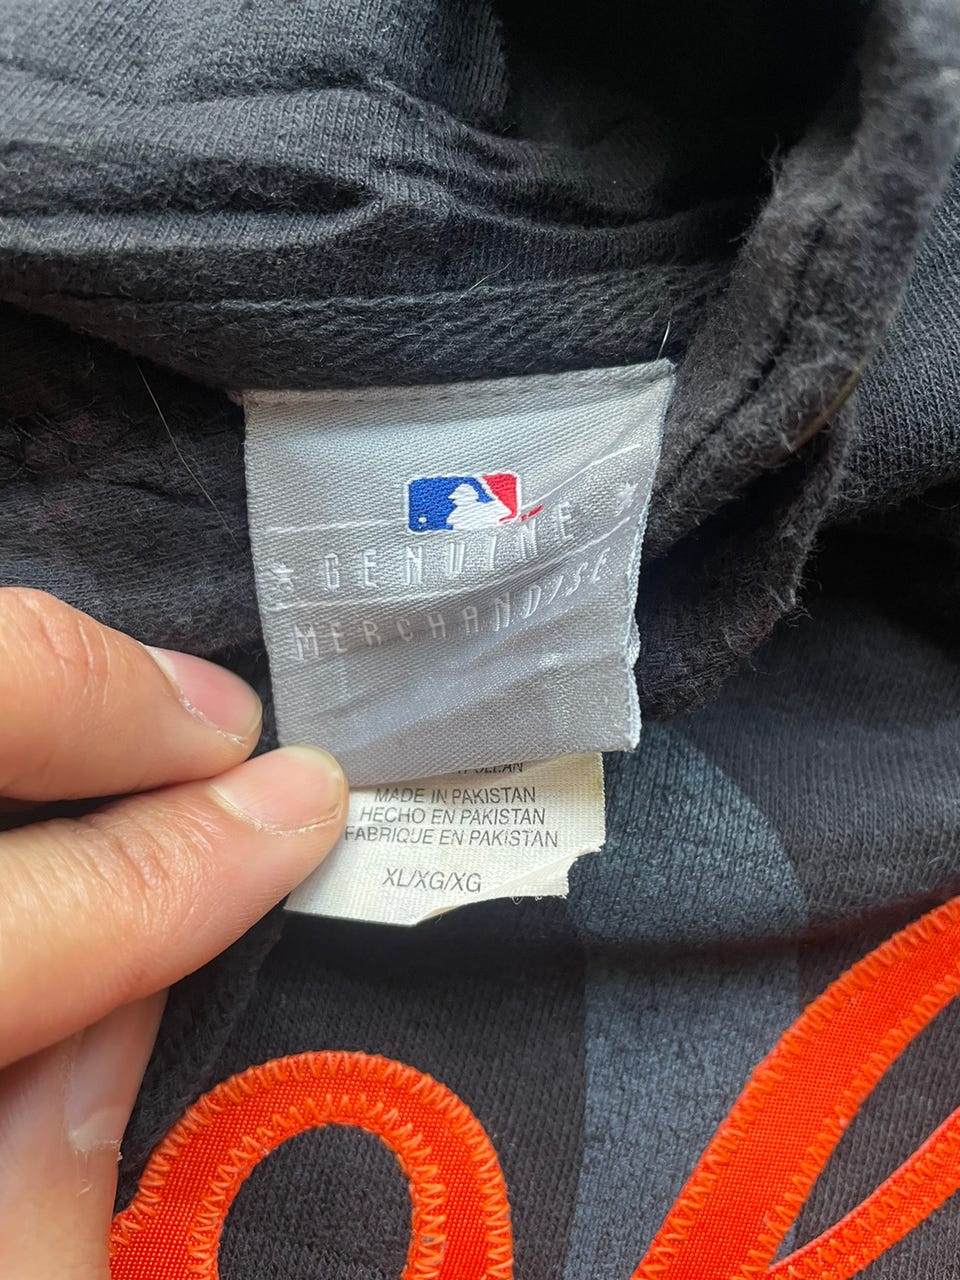 GENUINE
MERCHANDISE
MADE IN PAKISTAN
HECHO EN PAKISTAN
FABRIQUE EN PAKISTAN
XL/XG/XG